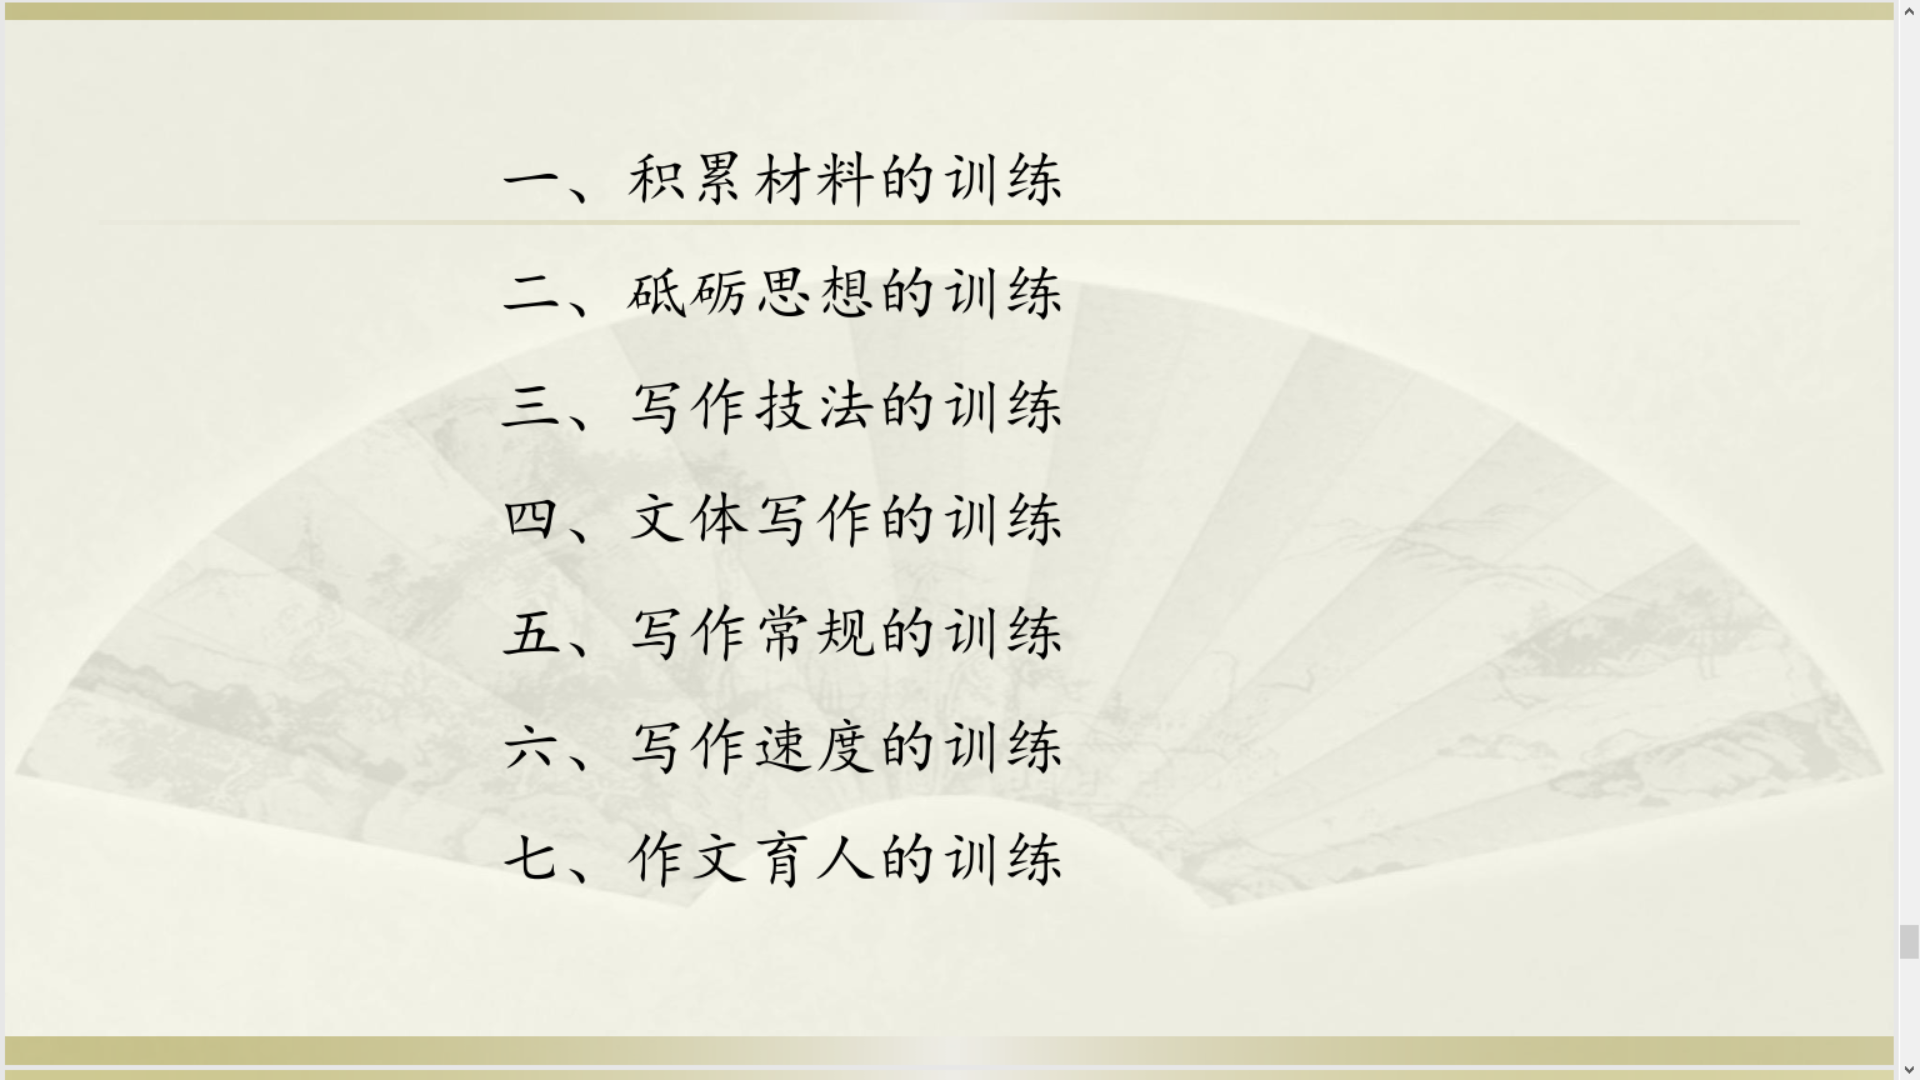 一、积累材料的训练
二、砥砺思想的训练
三、写作技法的训练
四、文体写作的训练
五、写作常规的训练
六、写作速度的训练
七、作文育人的训练